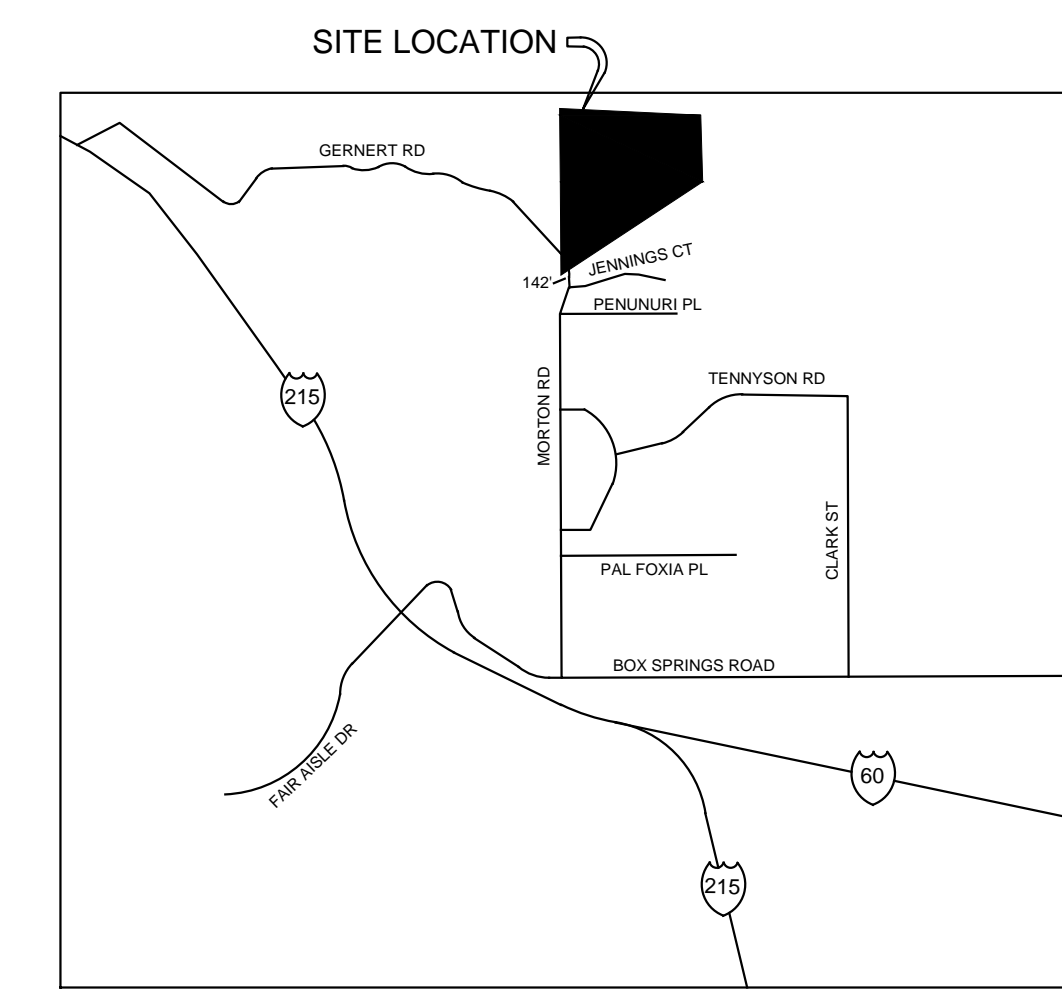 SITE LOCATION
GERNERT RD
JENNINGS CT
142'
PENUNURI PL
TENNYSON RD
215
MORTON RD
CLARK ST
PAL FOXIA PL
BOX SPRINGS ROAD
FAIR AISLE DR
60
215